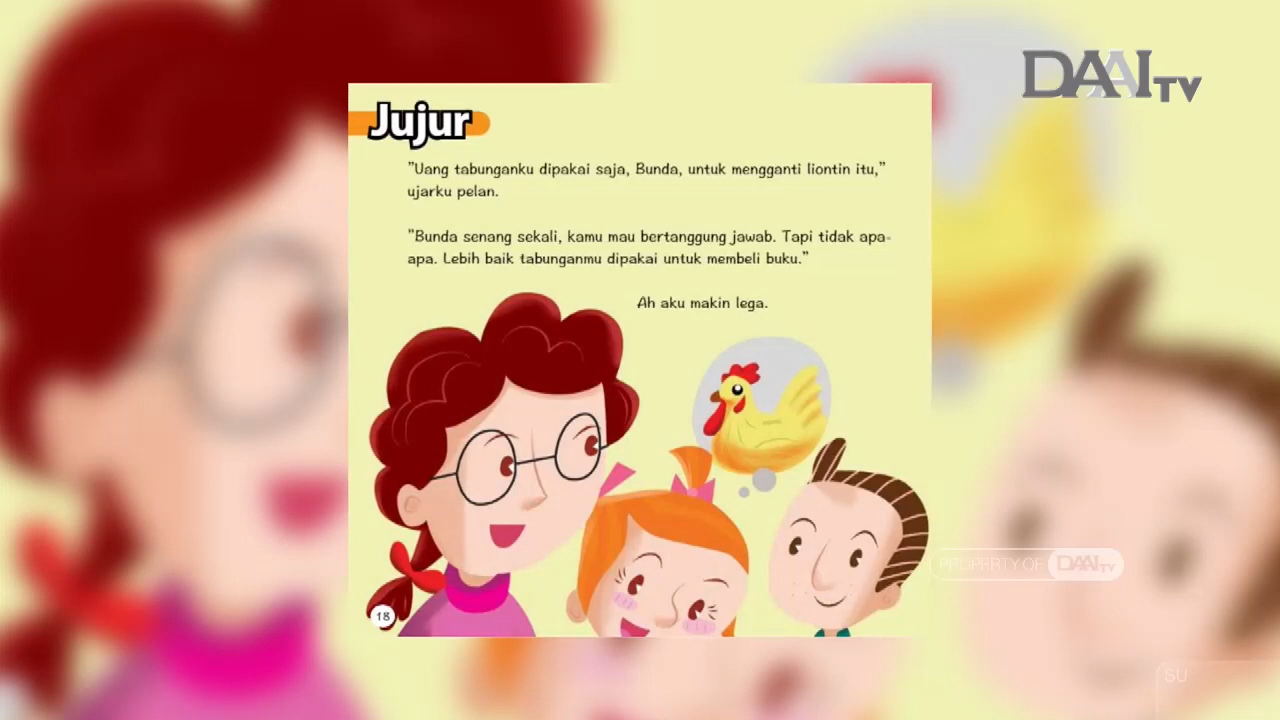 DAAI TV
Jujur
"Uang tabunganku dipakai saja, Bunda, untuk mengganti liontin itu,"
ujarku pelan.
"Bunda senang sekali, kamu mau bertanggung jawab. Tapi tidak apa-
apa. Lebih baik tabunganmu dipakai untuk membeli buku."
Ah aku makin lega.
PROPERTY OF DAAI TV
18
SU